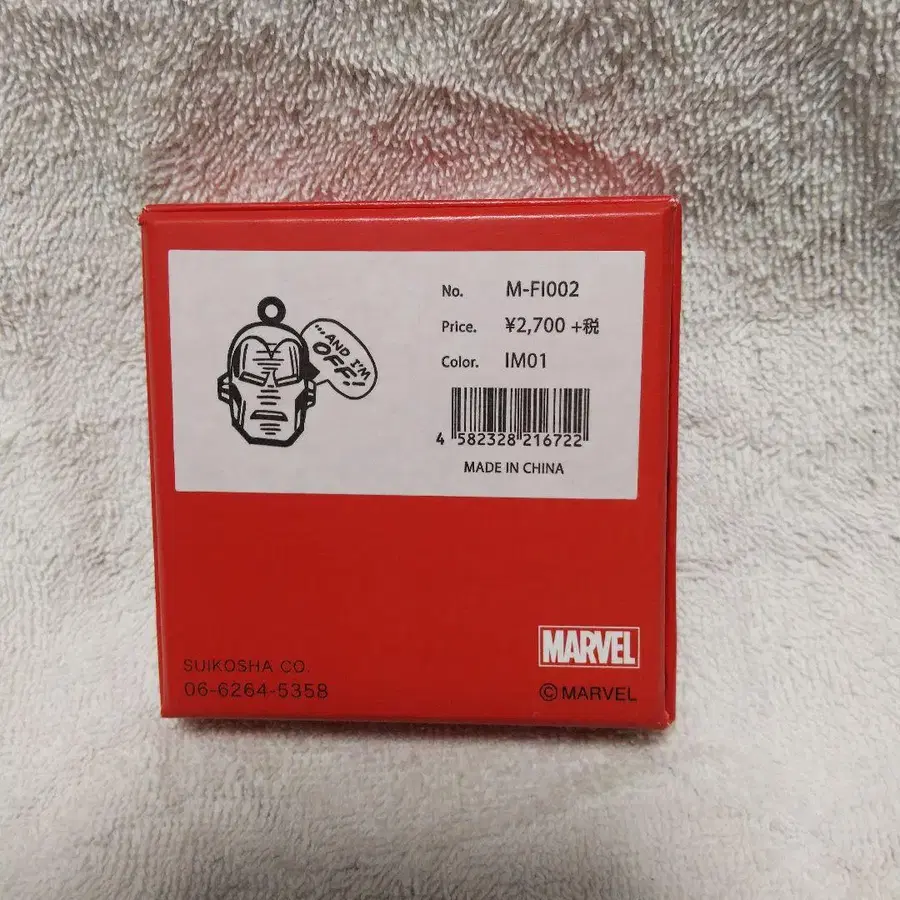 ...AND I'M
OFF!
No. M-FI002
Price. ¥2,700 +税
Color. IM01
4 582328 216722
MADE IN CHINA
MARVEL
SUIKOSHA CO.
06-6264-5358
©MARVEL